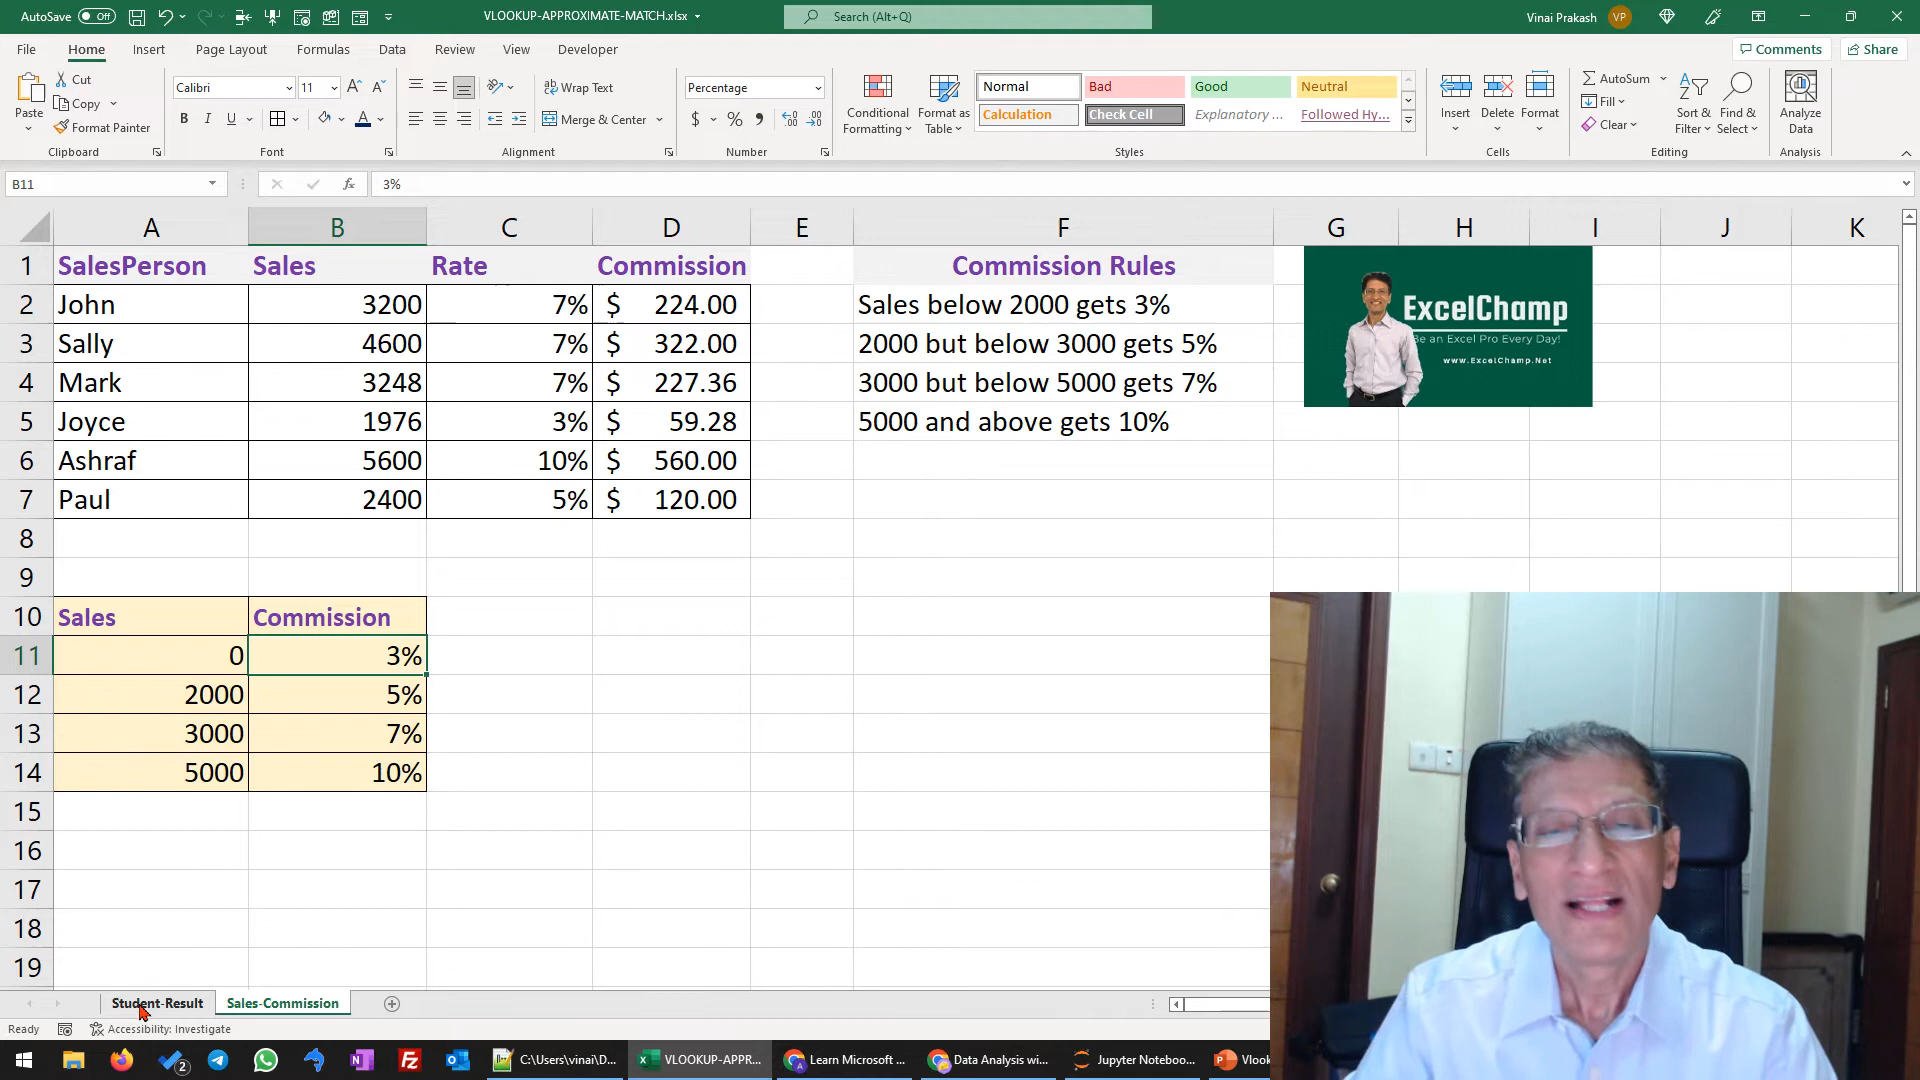 AutoSave Off VLOOKUP-APPROXIMATE-MATCH.xlsx Search (Alt+Q) Vinai Prakash VP
File Home Insert Page Layout Formulas Data Review View Developer Comments Share
Paste Cut Copy Format Painter Clipboard
Calibri 11 B I U A Font
Wrap Text Merge & Center Alignment
Percentage $ % Number
Conditional Formatting Format as Table
Normal Bad Good Neutral
Calculation Check Cell Explanatory ... Followed Hy...
Styles
Insert Delete Format Cells
AutoSum Fill Clear Sort & Filter Find & Select Editing
Analyze Data Analysis
B11 fx 3%
A B C D E F G H I J K
1 SalesPerson Sales Rate Commission Commission Rules
2 John 3200 7% $ 224.00 Sales below 2000 gets 3%
3 Sally 4600 7% $ 322.00 2000 but below 3000 gets 5%
4 Mark 3248 7% $ 227.36 3000 but below 5000 gets 7%
5 Joyce 1976 3% $ 59.28 5000 and above gets 10%
6 Ashraf 5600 10% $ 560.00
7 Paul 2400 5% $ 120.00
ExcelChamp
Be an Excel Pro Every Day!
www.ExcelChamp.Net
8
9
10 Sales Commission
11 0 3%
12 2000 5%
13 3000 7%
14 5000 10%
15
16
17
18
19
Student-Result Sales-Commission
Ready Accessibility: Investigate
2 C:\Users\vinai\D... VLOOKUP-APPR... Learn Microsoft ... Data Analysis wi... Jupyter Noteboo... Vlook